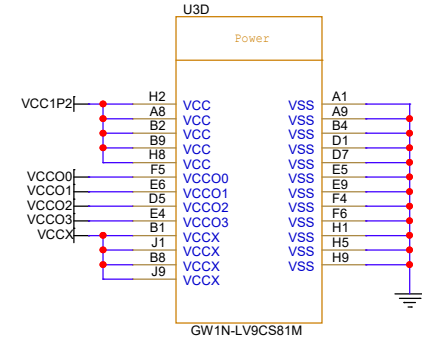 U3D
Power
VCC1P2 H2 VCC VSS A1
A8 VCC VSS A9
B2 VCC VSS B4
B9 VCC VSS D1
H8 VCC VSS D7
VCCO0 F5 VCCO0 VSS E5
VCCO1 E6 VCCO1 VSS E9
VCCO2 D5 VCCO2 VSS F4
VCCO3 E4 VCCO3 VSS F6
VCCX B1 VCCX VSS H1
J1 VCCX VSS H5
B8 VCCX VSS H9
J9 VCCX
GW1N-LV9CS81M